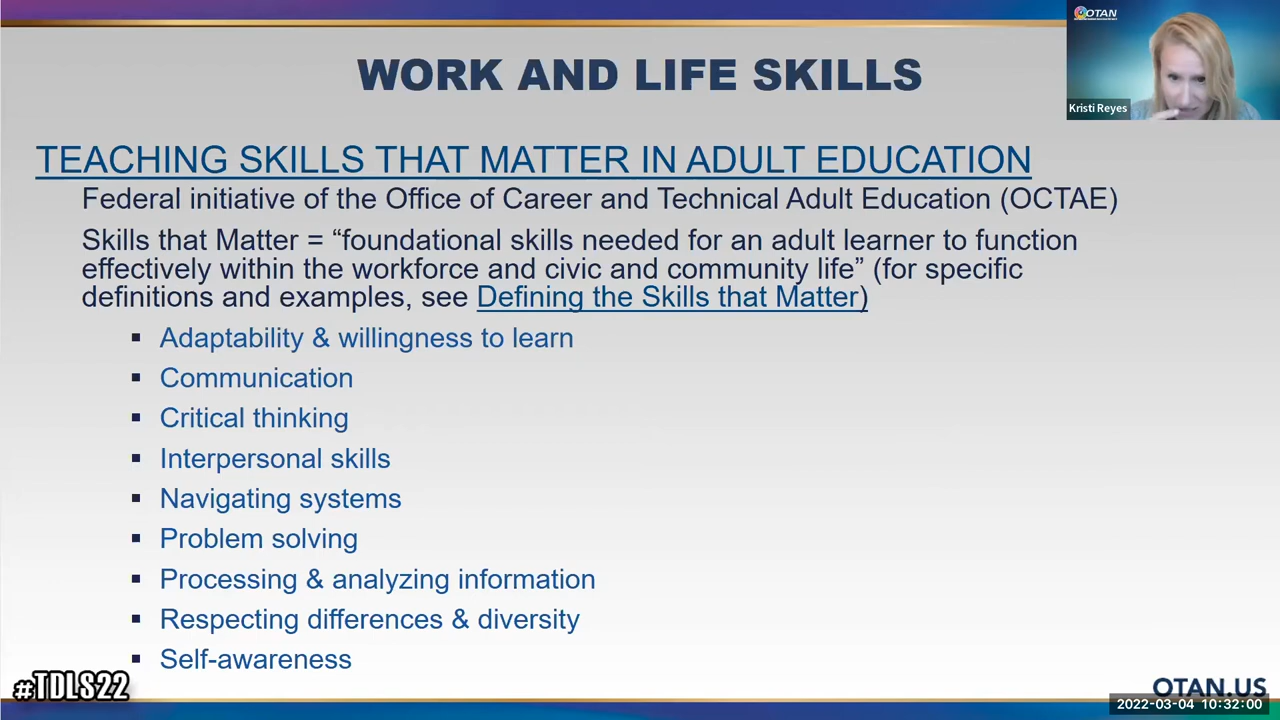 OTAN
WORK AND LIFE SKILLS
Kristi Reyes
TEACHING SKILLS THAT MATTER IN ADULT EDUCATION
Federal initiative of the Office of Career and Technical Adult Education (OCTAE)
Skills that Matter = “foundational skills needed for an adult learner to function
effectively within the workforce and civic and community life” (for specific
definitions and examples, see Defining the Skills that Matter)
▪ Adaptability & willingness to learn
▪ Communication
▪ Critical thinking
▪ Interpersonal skills
▪ Navigating systems
▪ Problem solving
▪ Processing & analyzing information
▪ Respecting differences & diversity
▪ Self-awareness
#TDLS22
OTAN.US
2022-03-04 10:32:00